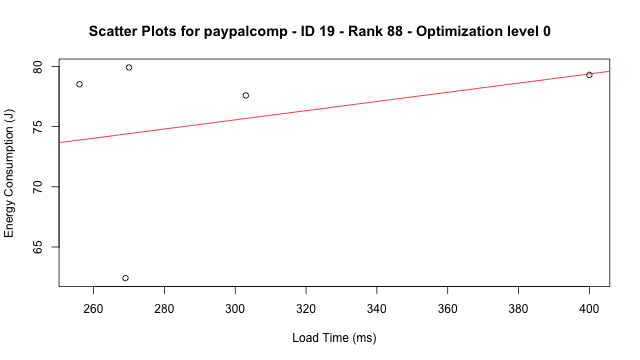 Scatter Plots for paypalcomp - ID 19 - Rank 88 - Optimization level 0
Energy Consumption (J)
80
75
70
65
260 280 300 320 340 360 380 400
Load Time (ms)